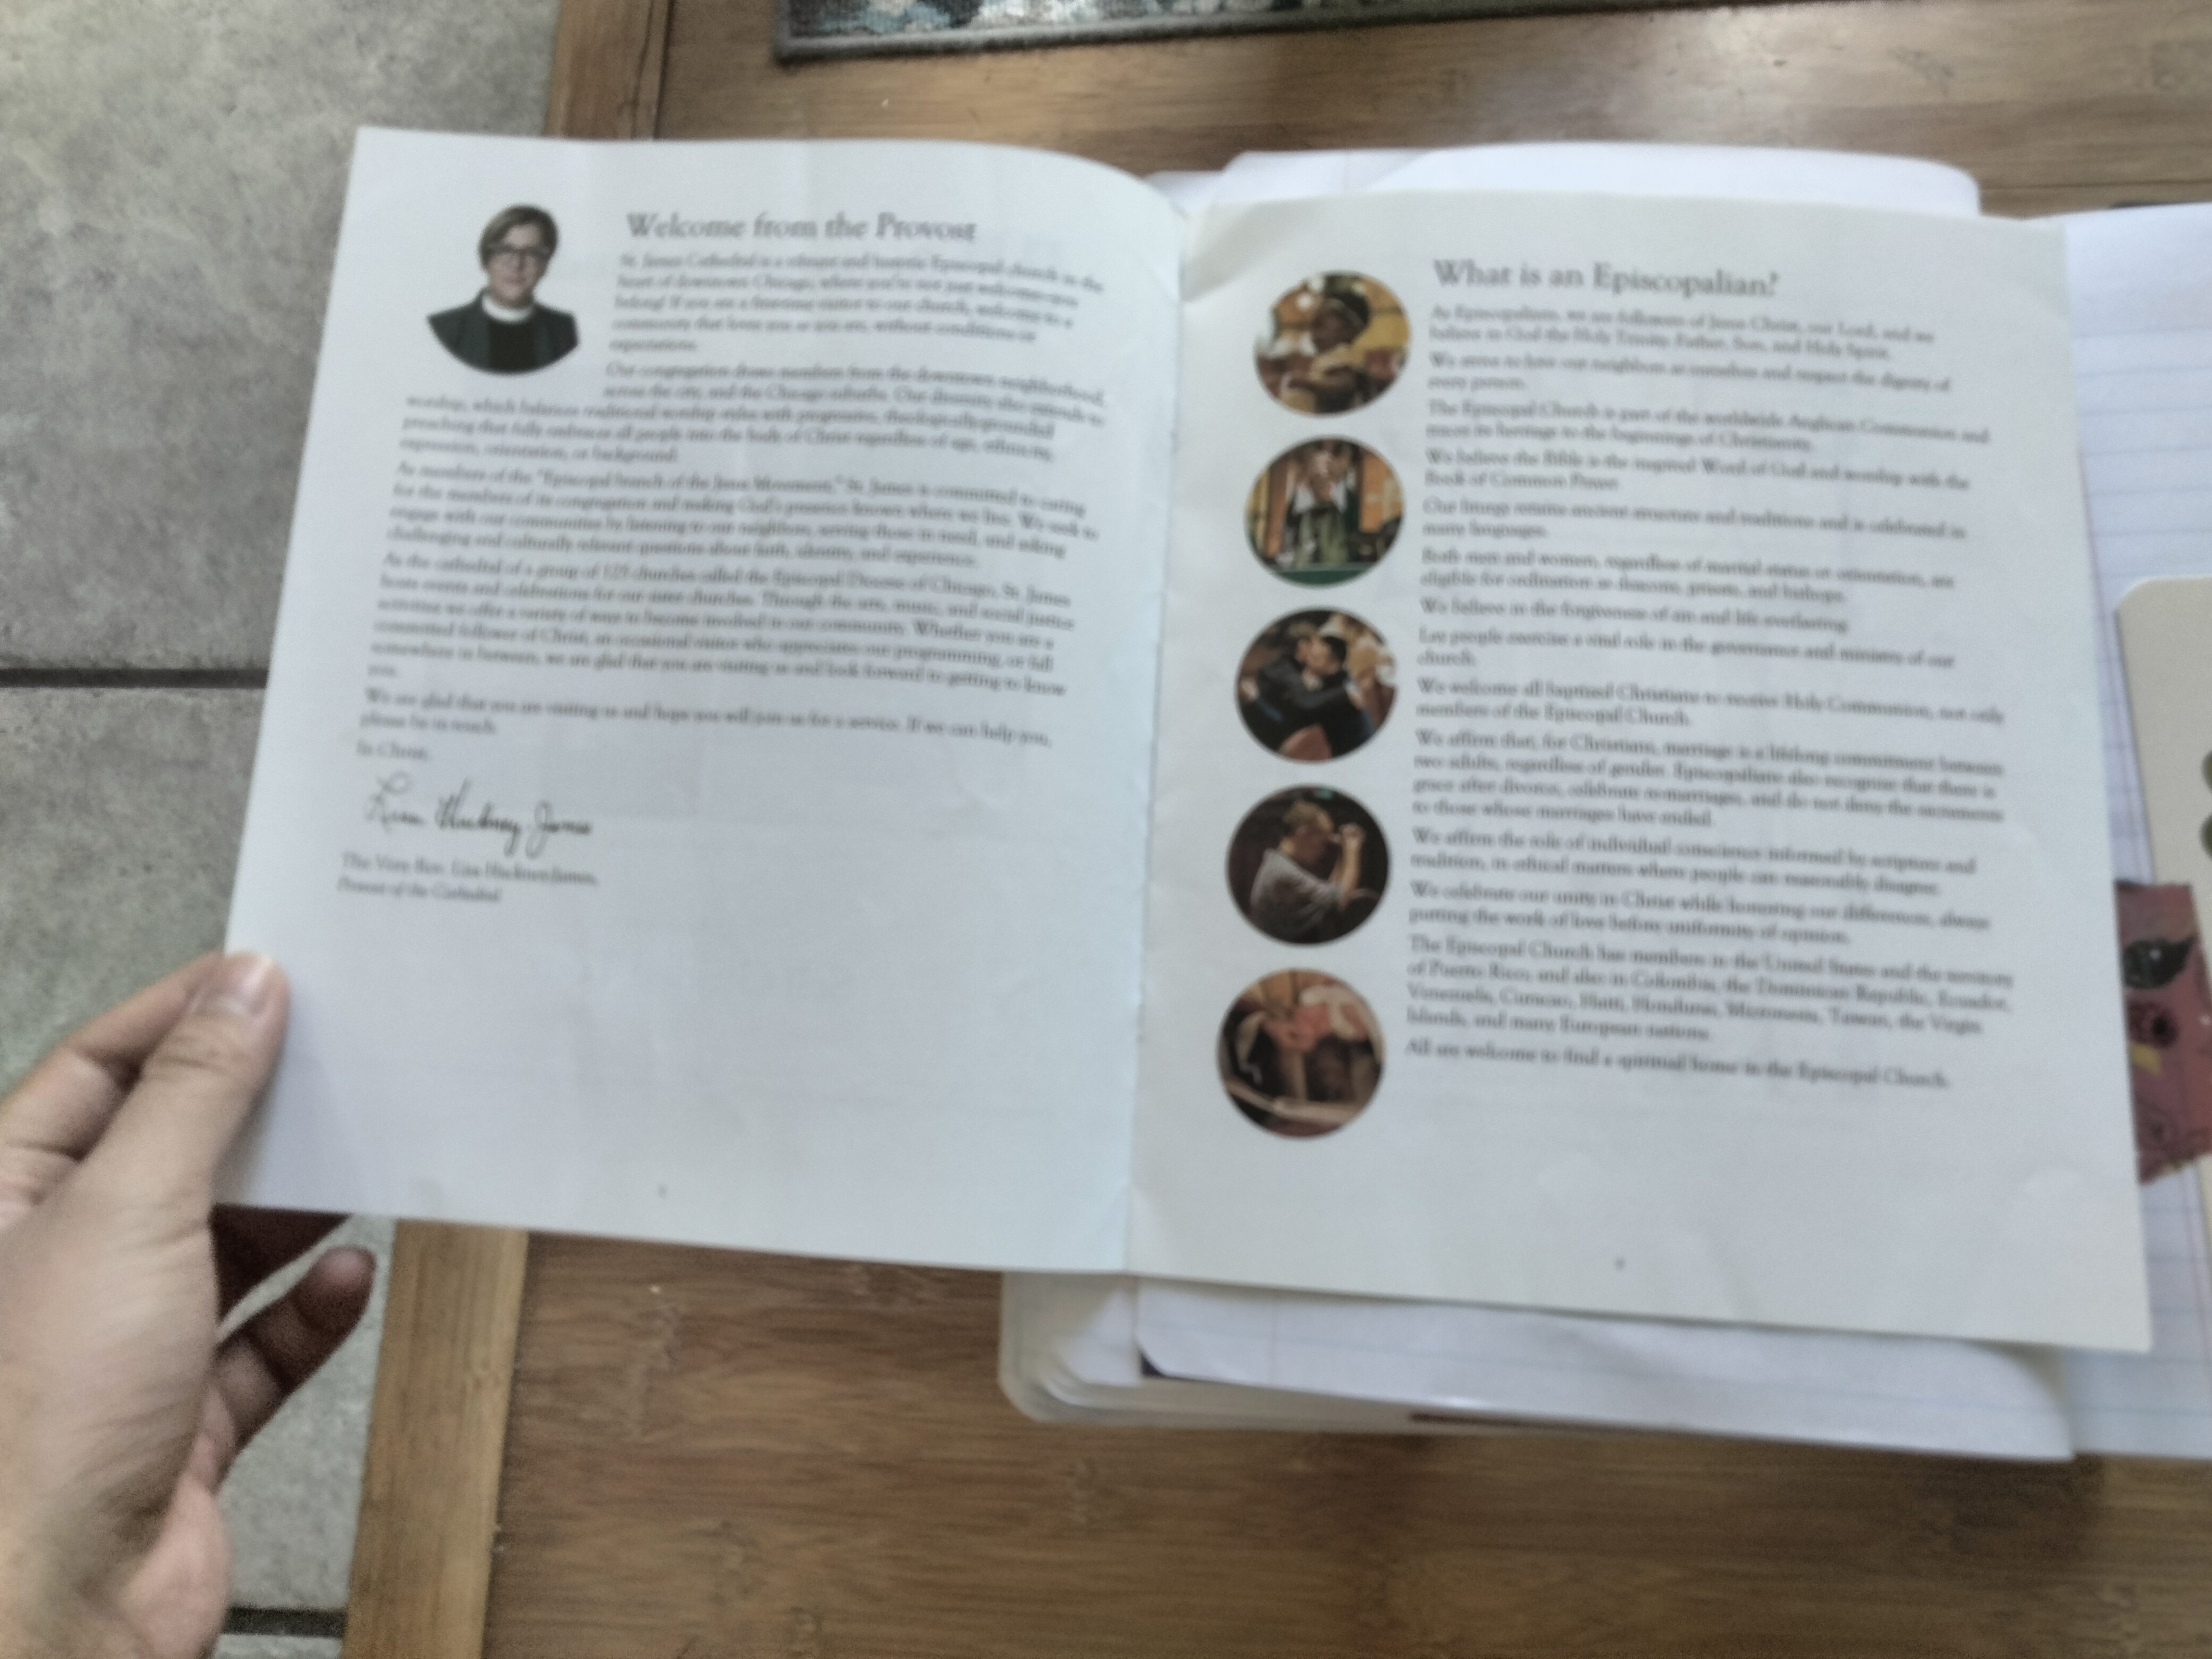 Welcome from the Provost
St. James Cathedral is a vibrant and historic Episcopal church in the
heart of downtown Chicago, where you're not just welcome—you
belong! If you are a first-time visitor to our church, welcome to a
community that loves you as you are, without conditions or
expectations.
Our congregation draws members from the downtown neighborhood,
across the city, and the Chicago suburbs. Our diversity also extends to
worship, which balances traditional worship styles with progressive, theologically-grounded
preaching that fully embraces all people into the body of Christ regardless of age, ethnicity,
expression, orientation, or background.
As members of the "Episcopal branch of the Jesus Movement," St. James is committed to caring
for the members of its congregation and making God's presence known where we live. We seek to
engage with our communities by listening to our neighbors, serving those in need, and asking
challenging and culturally relevant questions about faith, identity, and experience.
As the cathedral of a group of 125 churches called the Episcopal Diocese of Chicago, St. James
hosts events and celebrations for our sister churches. Through the arts, music, and social justice
activities we offer a variety of ways to become involved in our community. Whether you are a
committed follower of Christ, an occasional visitor who appreciates our programming, or fall
somewhere in between, we are glad that you are visiting us and look forward to getting to know
you.
We are glad that you are visiting us and hope you will join us for a service. If we can help you,
please be in touch.
In Christ,
Lisa Hackney-James
The Very Rev. Lisa Hackney-James,
Provost of the Cathedral
What is an Episcopalian?
As Episcopalians, we are followers of Jesus Christ, our Lord, and we
believe in God the Holy Trinity: Father, Son, and Holy Spirit.
We strive to love our neighbors as ourselves and respect the dignity of
every person.
The Episcopal Church is part of the worldwide Anglican Communion and
traces its heritage to the beginnings of Christianity.
We believe the Bible is the inspired Word of God and worship with the
Book of Common Prayer.
Our liturgy retains ancient structure and traditions and is celebrated in
many languages.
Both men and women, regardless of marital status or orientation, are
eligible for ordination as deacons, priests, and bishops.
We believe in the forgiveness of sin and life everlasting.
Lay people exercise a vital role in the governance and ministry of our
church.
We welcome all baptized Christians to receive Holy Communion, not only
members of the Episcopal Church.
We affirm that, for Christians, marriage is a lifelong commitment between
two adults, regardless of gender. Episcopalians also recognize that there is
grace after divorce, celebrate remarriages, and do not deny the sacraments
to those whose marriages have ended.
We affirm the role of individual conscience informed by scripture and
tradition, in ethical matters where people can reasonably disagree.
We celebrate our unity in Christ while honoring our differences, always
putting the work of love before uniformity of opinion.
The Episcopal Church has members in the United States and the territory
of Puerto Rico, and also in Colombia, the Dominican Republic, Ecuador,
Venezuela, Curacao, Haiti, Honduras, Micronesia, Taiwan, the Virgin
Islands, and many European nations.
All are welcome to find a spiritual home in the Episcopal Church.